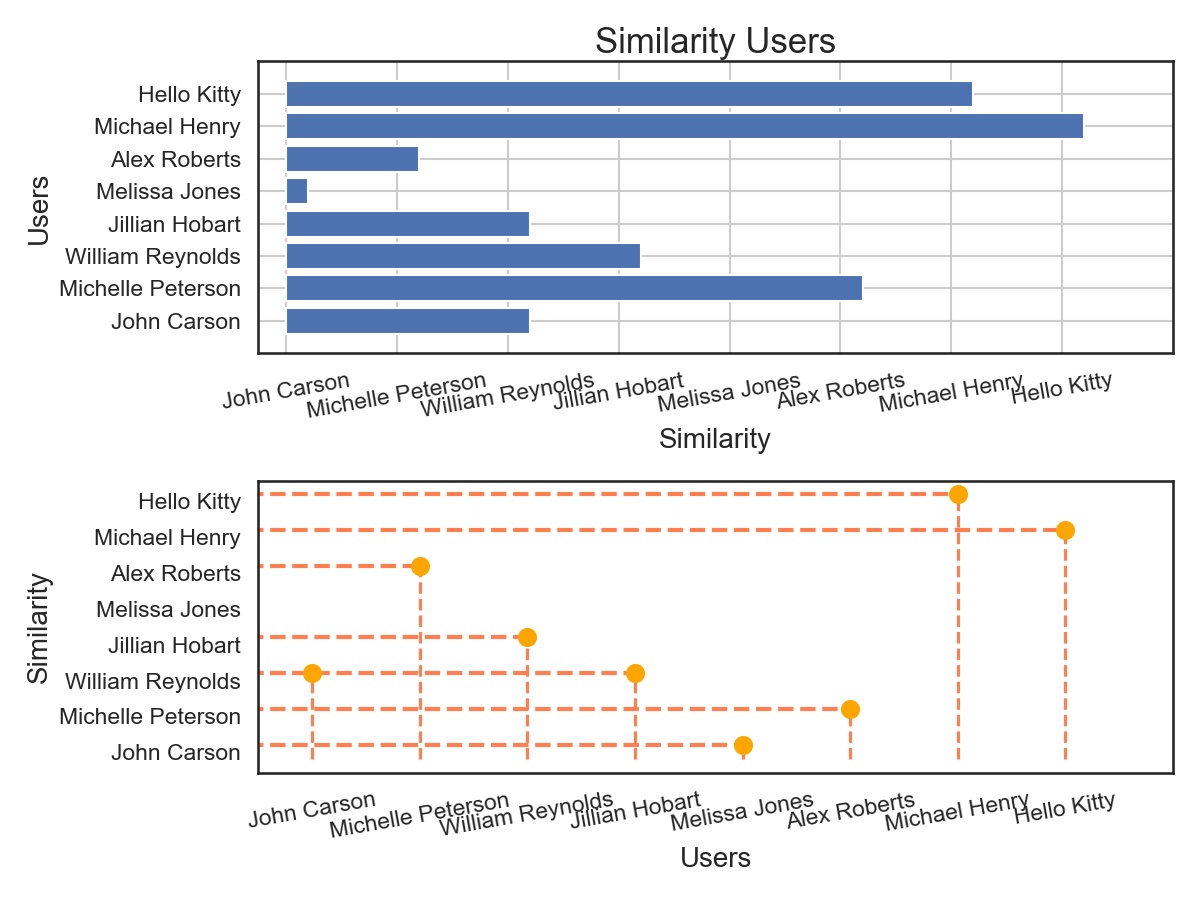 Similarity Users
Users
Hello Kitty
Michael Henry
Alex Roberts
Melissa Jones
Jillian Hobart
William Reynolds
Michelle Peterson
John Carson
John Carson
Michelle Peterson
William Reynolds
Jillian Hobart
Melissa Jones
Alex Roberts
Michael Henry
Hello Kitty
Similarity
Similarity
Hello Kitty
Michael Henry
Alex Roberts
Melissa Jones
Jillian Hobart
William Reynolds
Michelle Peterson
John Carson
John Carson
Michelle Peterson
William Reynolds
Jillian Hobart
Melissa Jones
Alex Roberts
Michael Henry
Hello Kitty
Users